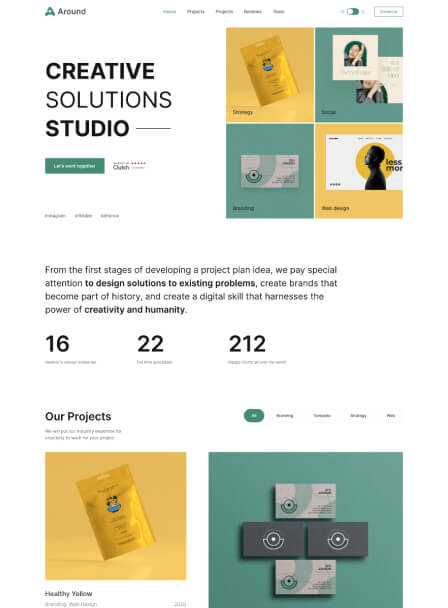 Around
Home Projects Projects Reviews Team
Contact us
CREATIVE
SOLUTIONS
STUDIO
Let's work together
Clutch
instagram dribbble behance
Strategy
Social
Branding
Web design
less
mor
From the first stages of developing a project plan idea, we pay special
attention to design solutions to existing problems, create brands that
become part of history, and create a digital skill that harnesses the
power of creativity and humanity.
16 22 212
Full time specialists
Happy clients all over the world
Our Projects
We will put our industry expertise for
creativity to work for your project
All Branding Template Strategy Web
Healthy Yellow
Branding, Web Design 2020